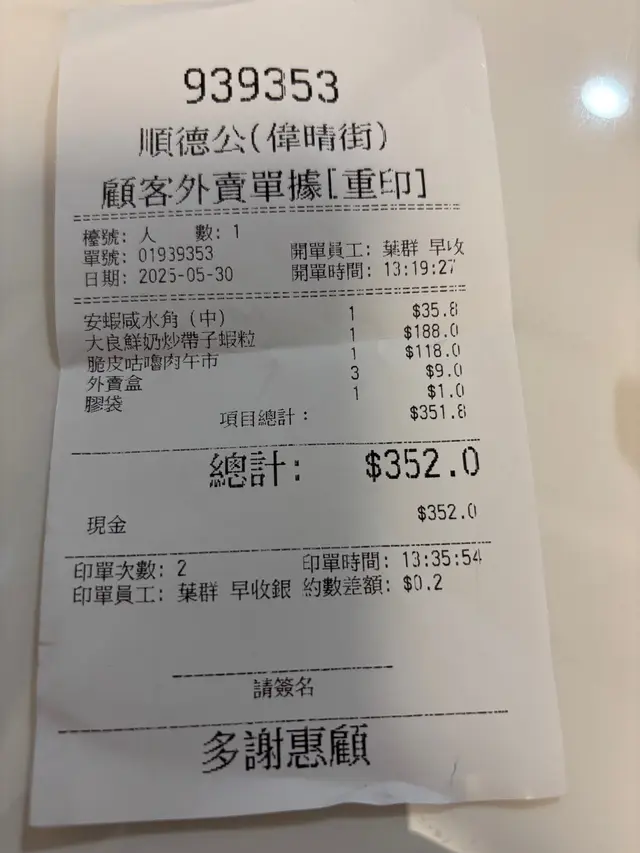 939353
順德公(偉晴街)
顧客外賣單據[重印]
檯號: 人 數: 1
單號: 01939353 開單員工: 葉群 早收
日期: 2025-05-30 開單時間: 13:19:27
安蝦咸水角 (中) 1 $35.8
大良鮮奶炒帶子蝦粒 1 $188.0
脆皮咕嚕肉午市 1 $118.0
外賣盒 3 $9.0
膠袋 1 $1.0
項目總計: $351.8
總計: $352.0
現金 $352.0
印單次數: 2 印單時間: 13:35:54
印單員工: 葉群 早收銀 約數差額: $0.2
請簽名
多謝惠顧